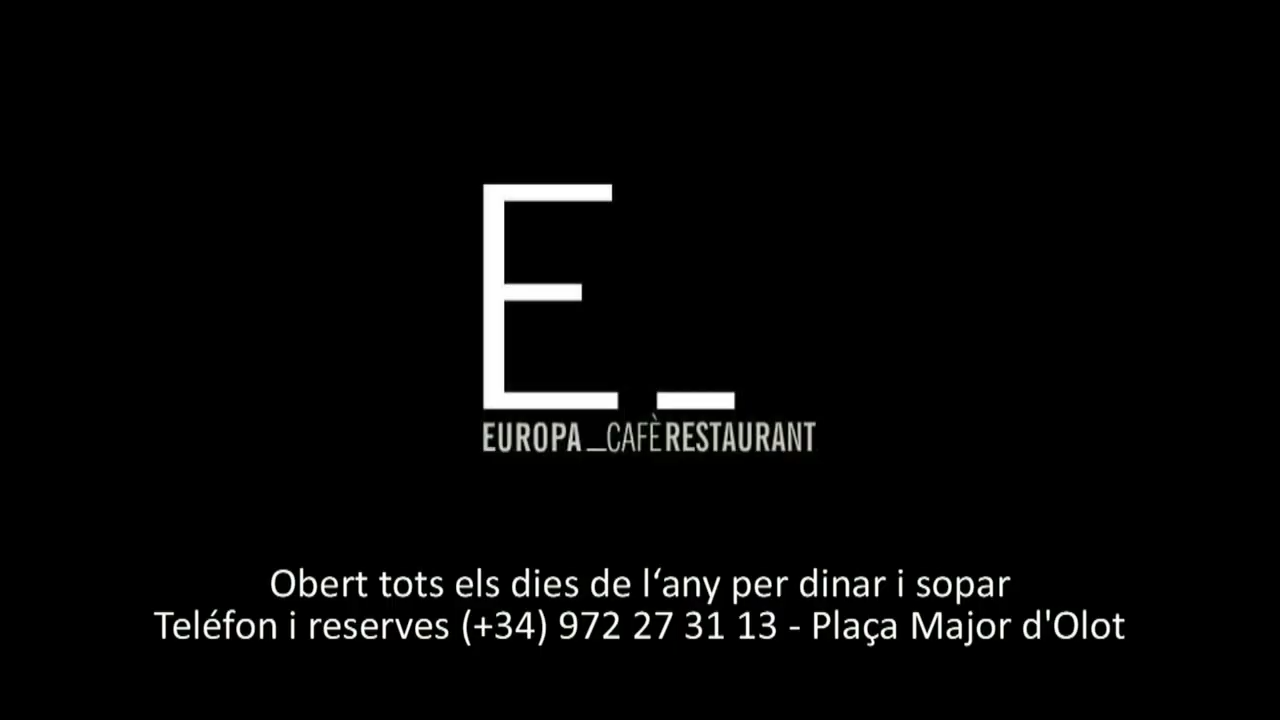 E_
EUROPA_CAFÈRESTAURANT
Obert tots els dies de l‘any per dinar i sopar
Teléfon i reserves (+34) 972 27 31 13 - Plaça Major d'Olot